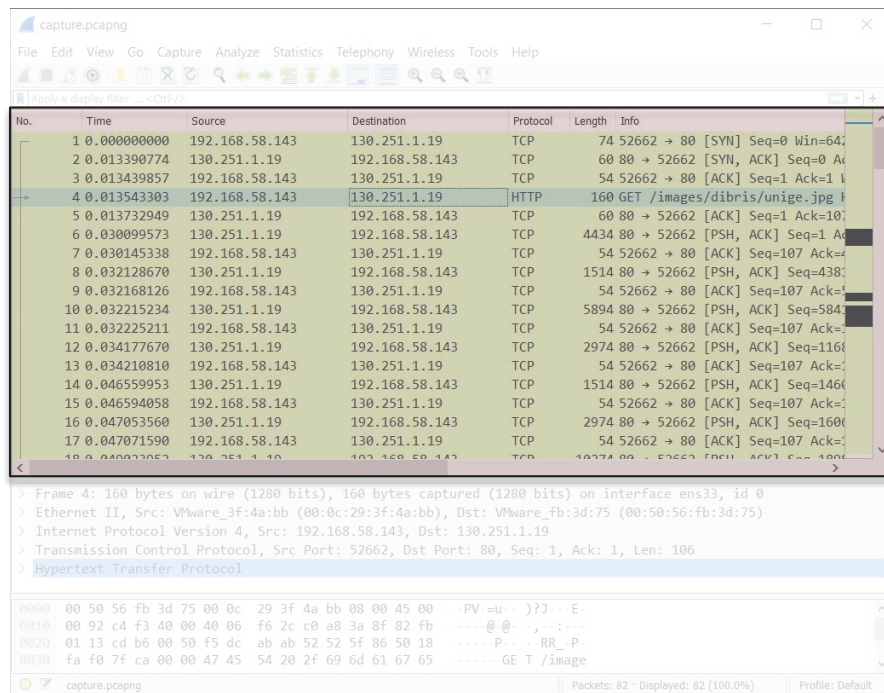 capture.pcapng
File Edit View Go Capture Analyze Statistics Telephony Wireless Tools Help
Apply a display filter ... <Ctrl-/>
No. Time Source Destination Protocol Length Info
1 0.000000000 192.168.58.143 130.251.1.19 TCP 74 52662 → 80 [SYN] Seq=0 Win=642
2 0.013390774 130.251.1.19 192.168.58.143 TCP 60 80 → 52662 [SYN, ACK] Seq=0 Ac
3 0.013439857 192.168.58.143 130.251.1.19 TCP 54 52662 → 80 [ACK] Seq=1 Ack=1 W
4 0.013543303 192.168.58.143 130.251.1.19 HTTP 160 GET /images/dibris/unige.jpg H
5 0.013732949 130.251.1.19 192.168.58.143 TCP 60 80 → 52662 [ACK] Seq=1 Ack=107
6 0.030099573 130.251.1.19 192.168.58.143 TCP 4434 80 → 52662 [PSH, ACK] Seq=1 Ac
7 0.030145338 192.168.58.143 130.251.1.19 TCP 54 52662 → 80 [ACK] Seq=107 Ack=4
8 0.032128670 130.251.1.19 192.168.58.143 TCP 1514 80 → 52662 [PSH, ACK] Seq=4381
9 0.032168126 192.168.58.143 130.251.1.19 TCP 54 52662 → 80 [ACK] Seq=107 Ack=5
10 0.032215234 130.251.1.19 192.168.58.143 TCP 5894 80 → 52662 [PSH, ACK] Seq=5841
11 0.032225211 192.168.58.143 130.251.1.19 TCP 54 52662 → 80 [ACK] Seq=107 Ack=1
12 0.034177670 130.251.1.19 192.168.58.143 TCP 2974 80 → 52662 [PSH, ACK] Seq=1168
13 0.034210810 192.168.58.143 130.251.1.19 TCP 54 52662 → 80 [ACK] Seq=107 Ack=1
14 0.046559953 130.251.1.19 192.168.58.143 TCP 1514 80 → 52662 [PSH, ACK] Seq=1460
15 0.046594058 192.168.58.143 130.251.1.19 TCP 54 52662 → 80 [ACK] Seq=107 Ack=1
16 0.047053560 130.251.1.19 192.168.58.143 TCP 2974 80 → 52662 [PSH, ACK] Seq=1606
17 0.047071590 192.168.58.143 130.251.1.19 TCP 54 52662 → 80 [ACK] Seq=107 Ack=1
130.251.1.19 192.168.58.143 TCP
> Frame 4: 160 bytes on wire (1280 bits), 160 bytes captured (1280 bits) on interface ens33, id 0
> Ethernet II, Src: VMware_3f:4a:bb (00:0c:29:3f:4a:bb), Dst: VMware_fb:3d:75 (00:50:56:fb:3d:75)
> Internet Protocol Version 4, Src: 192.168.58.143, Dst: 130.251.1.19
> Transmission Control Protocol, Src Port: 52662, Dst Port: 80, Seq: 1, Ack: 1, Len: 106
> Hypertext Transfer Protocol
0000 00 50 56 fb 3d 75 00 0c 29 3f 4a bb 08 00 45 00 ·PV·=u·· )?J···E·
0010 00 92 c4 f3 40 00 40 06 f6 2c c0 a8 3a 8f 82 fb ····@·@· ·,··:···
0020 01 13 cd b6 00 50 f5 dc ab ab 52 52 5f 86 50 18 ·····P·· ··RR_·P·
0030 fa f0 7f ca 00 00 47 45 54 20 2f 69 6d 61 67 65 ······GE T /image
capture.pcapng Packets: 82 · Displayed: 82 (100.0%) Profile: Default